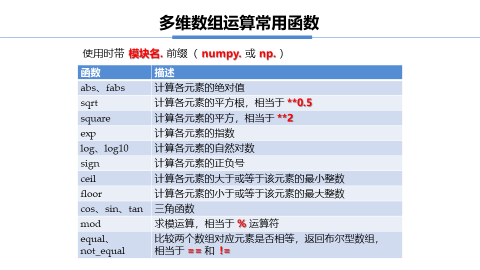 多维数组运算常用函数
使用时带 模块名. 前缀（ numpy. 或 np. ）
函数 描述
abs、fabs 计算各元素的绝对值
sqrt 计算各元素的平方根，相当于 **0.5
square 计算各元素的平方，相当于 **2
exp 计算各元素的指数
log、log10 计算各元素的自然对数
sign 计算各元素的正负号
ceil 计算各元素的大于或等于该元素的最小整数
floor 计算各元素的小于或等于该元素的最大整数
cos、sin、tan 三角函数
mod 求模运算，相当于 % 运算符
equal、 比较两个数组对应元素是否相等，返回布尔型数组，
not_equal 相当于 == 和 !=